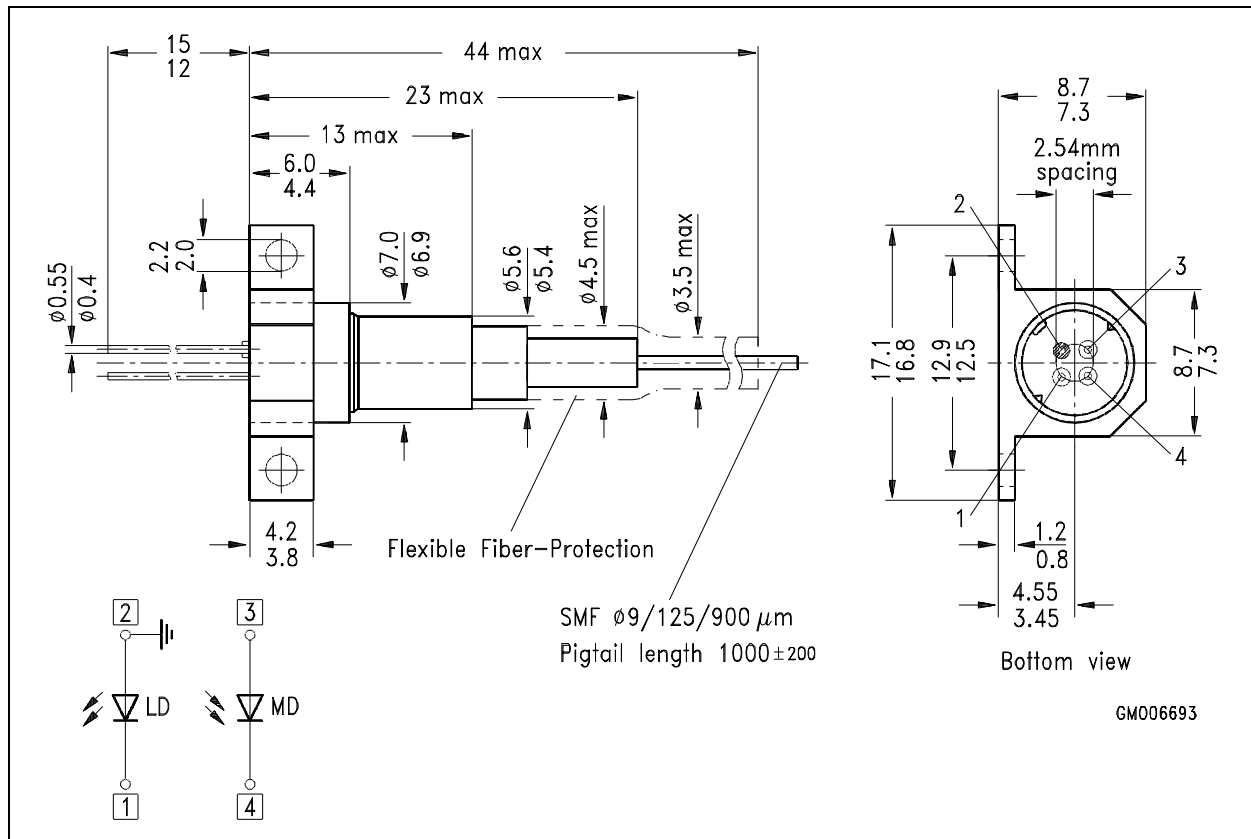 15
12
44 max
23 max
13 max
6.0
4.4
2.2
2.0
ø0.55
ø0.4
ø7.0
ø6.9
ø5.6
ø5.4
ø4.5 max
ø3.5 max
4.2
3.8
Flexible Fiber-Protection
SMF ø9/125/900 μm
Pigtail length 1000±200
8.7
7.3
2.54mm
spacing
2
3
17.1
16.8
12.9
12.5
8.7
7.3
1
4
1.2
0.8
4.55
3.45
Bottom view
GM006693
2
3
LD
MD
1
4